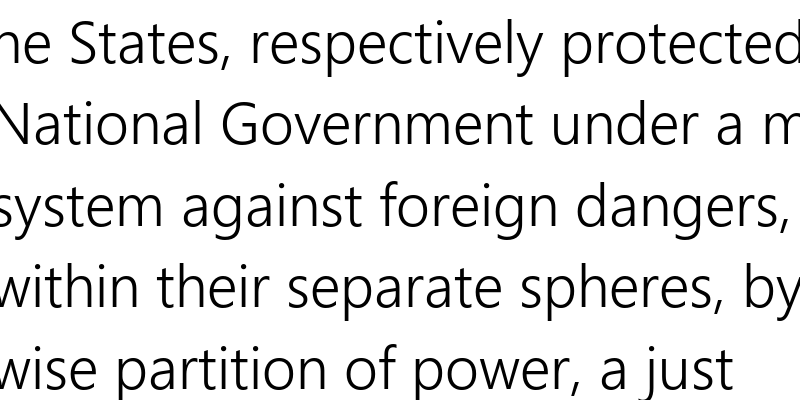 he States, respectively protected
National Government under a m
system against foreign dangers,
within their separate spheres, by
wise partition of power, a just